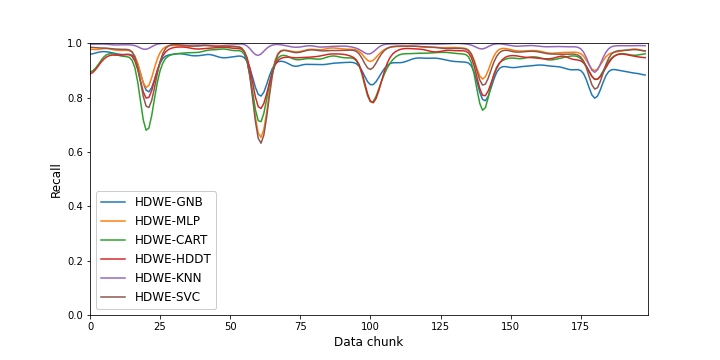 1.0
0.8
0.6
0.4
0.2
0.0
Recall
HDWE-GNB
HDWE-MLP
HDWE-CART
HDWE-HDDT
HDWE-KNN
HDWE-SVC
0 25 50 75 100 125 150 175
Data chunk